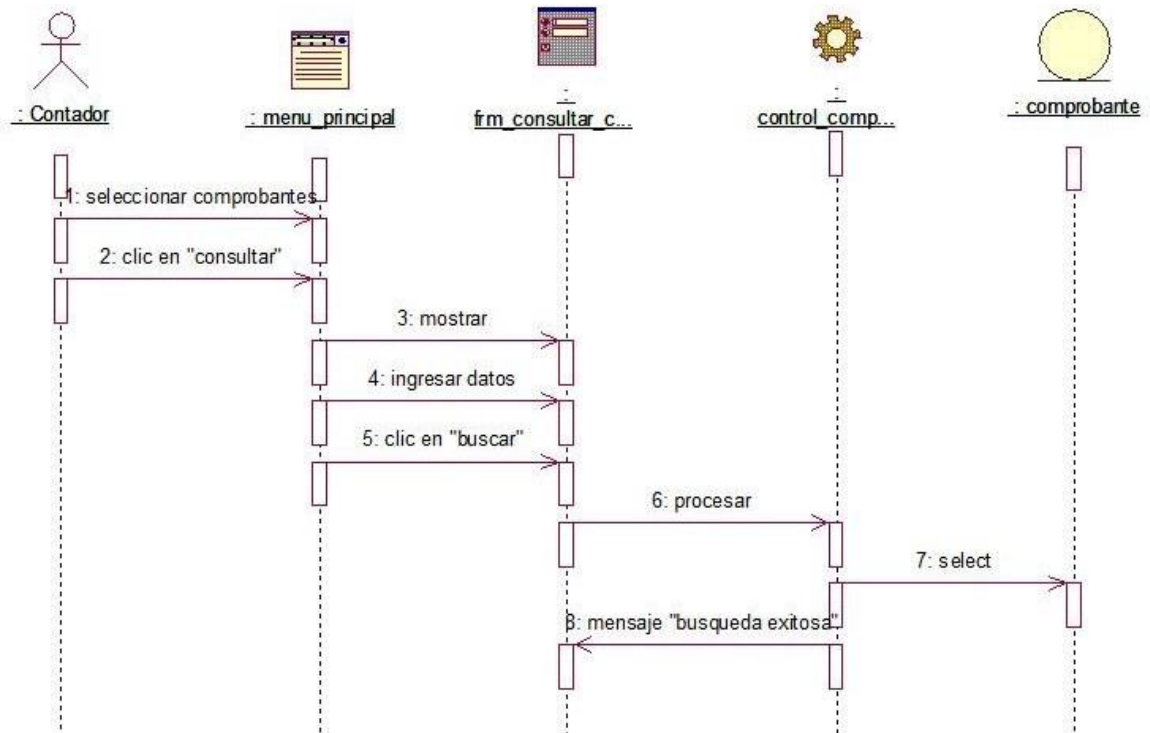 : Contador
: menu_principal
:
frm_consultar_c...
:
control_comp...
: comprobante
1: seleccionar comprobantes
2: clic en "consultar"
3: mostrar
4: ingresar datos
5: clic en "buscar"
6: procesar
7: select
8: mensaje "busqueda exitosa"